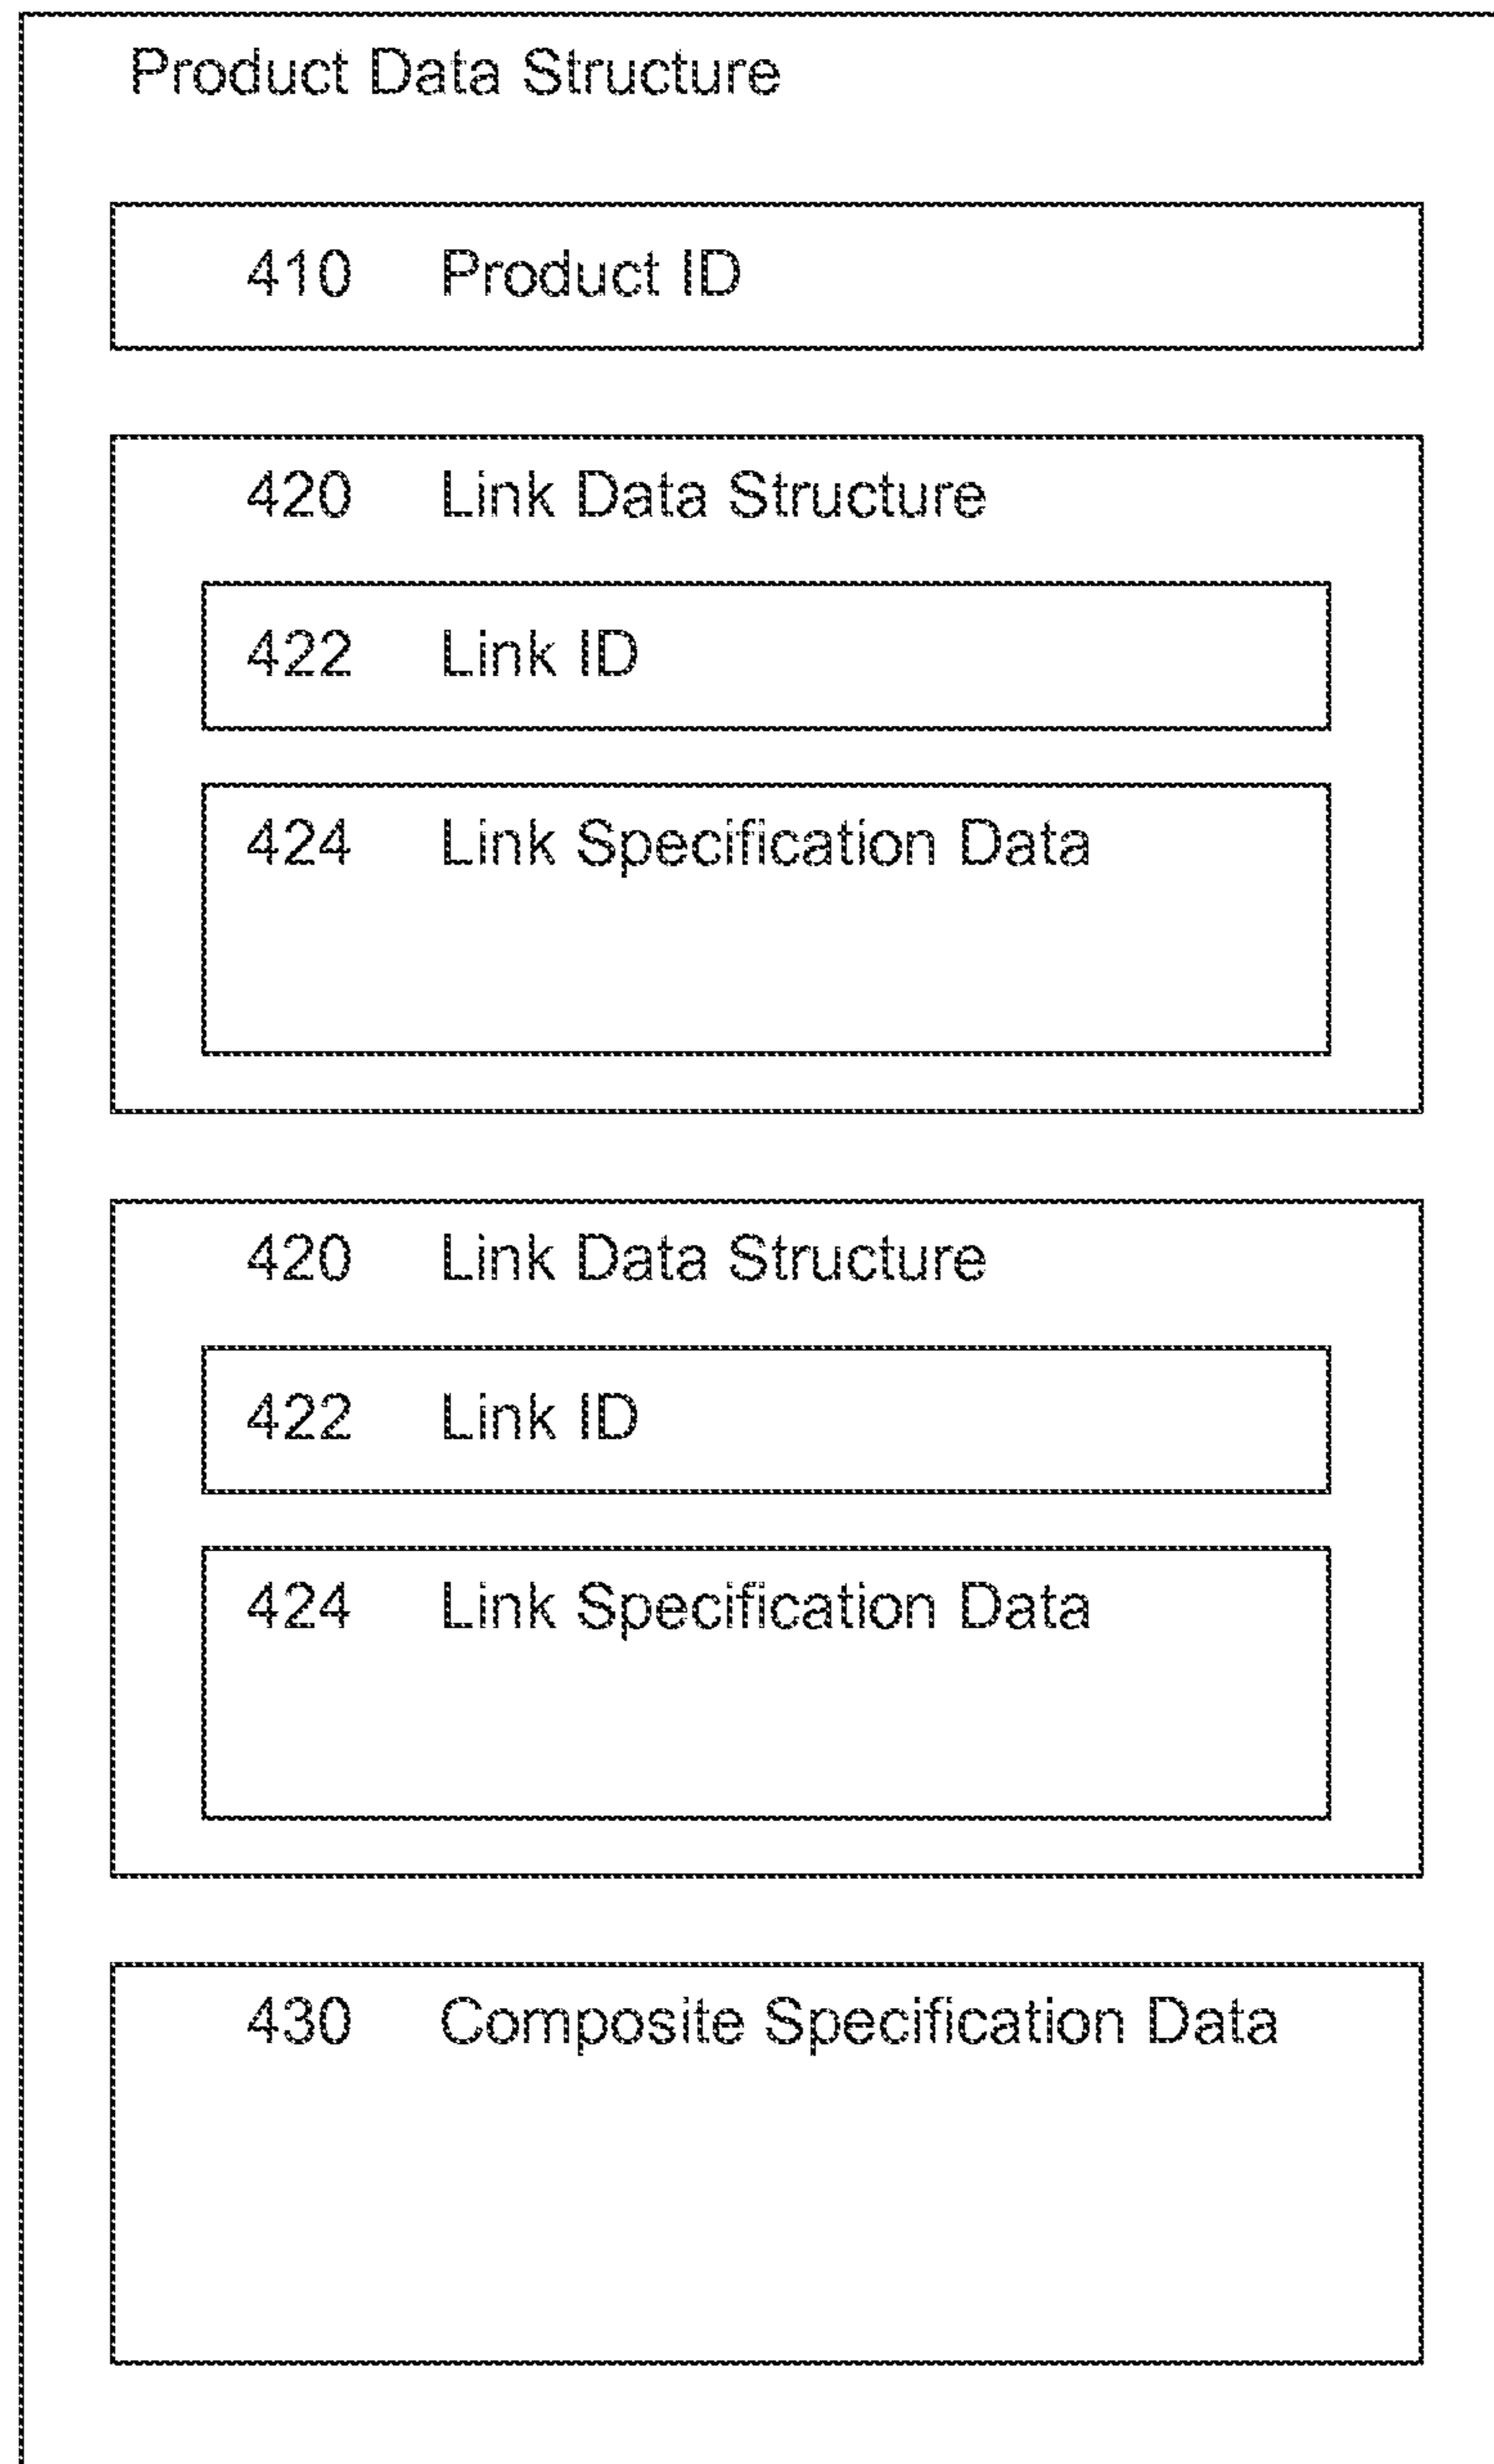 Product Data Structure
410 Product ID
420 Link Data Structure
422 Link ID
424 Link Specification Data
420 Link Data Structure
422 Link ID
424 Link Specification Data
430 Composite Specification Data